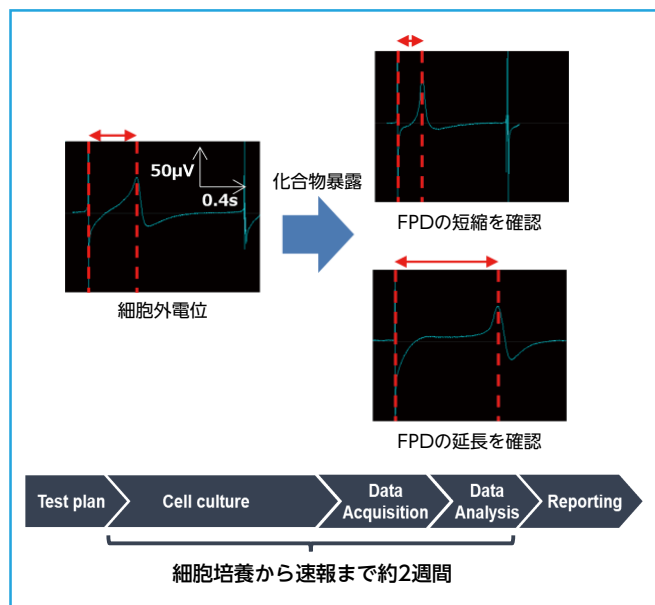 50μV
0.4s
細胞外電位
化合物暴露
FPDの短縮を確認
FPDの延長を確認
Test plan
Cell culture
Data
Acquisition
Data
Analysis
Reporting
細胞培養から速報まで約2週間